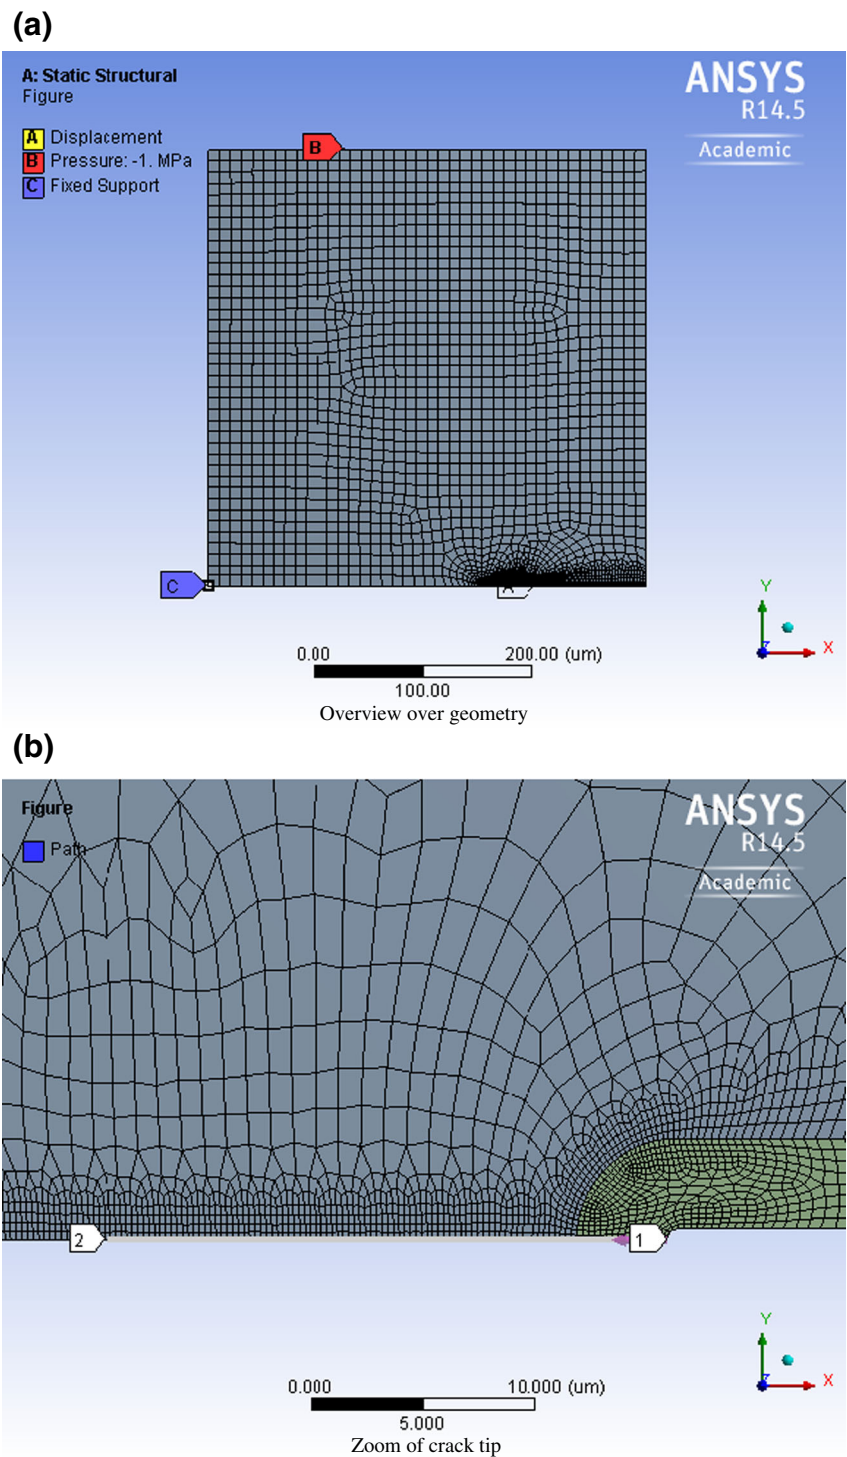 (a)
A: Static Structural
Figure
A Displacement
B Pressure: -1. MPa
C Fixed Support
ANSYS
R14.5
Academic
B
C
A
Y
X
Z
0.00 200.00 (um)
100.00
Overview over geometry
(b)
Figure
Path
ANSYS
R14.5
Academic
2
1
Y
X
Z
0.000 10.000 (um)
5.000
Zoom of crack tip